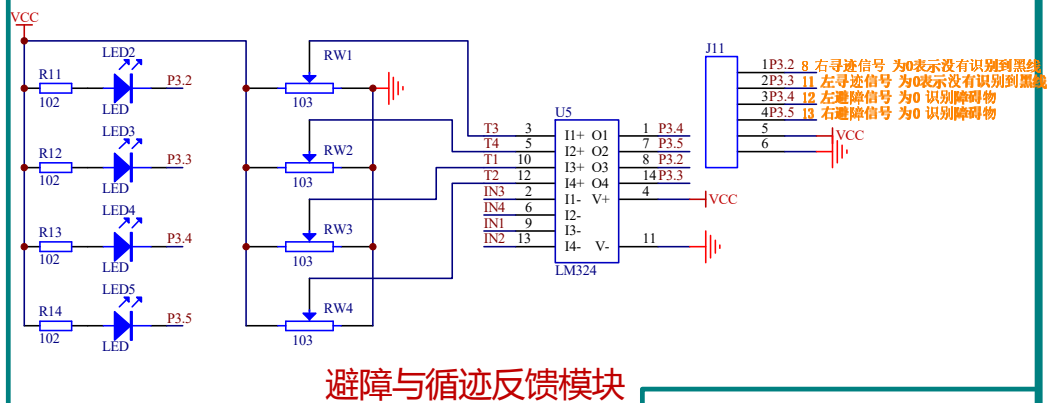 VCC
LED2
R11
102
LED
P3.2
LED3
R12
102
LED
P3.3
LED4
R13
102
LED
P3.4
LED5
R14
102
LED
P3.5
RW1
103
RW2
103
RW3
103
RW4
103
U5
T3 3 I1+ O1 1 P3.4
T4 5 I2+ O2 7 P3.5
T1 10 I3+ O3 8 P3.2
T2 12 I4+ O4 14 P3.3
IN3 2 I1- V+ 4 VCC
IN4 6 I2-
IN1 9 I3-
IN2 13 I4- V- 11
LM324
J11
1 P3.2 8 右寻迹信号 为0表示没有识别到黑线
2 P3.3 11 左寻迹信号 为0表示没有识别到黑线
3 P3.4 12 左避障信号 为0 识别障碍物
4 P3.5 13 右避障信号 为0 识别障碍物
5 VCC
6
避障与循迹反馈模块